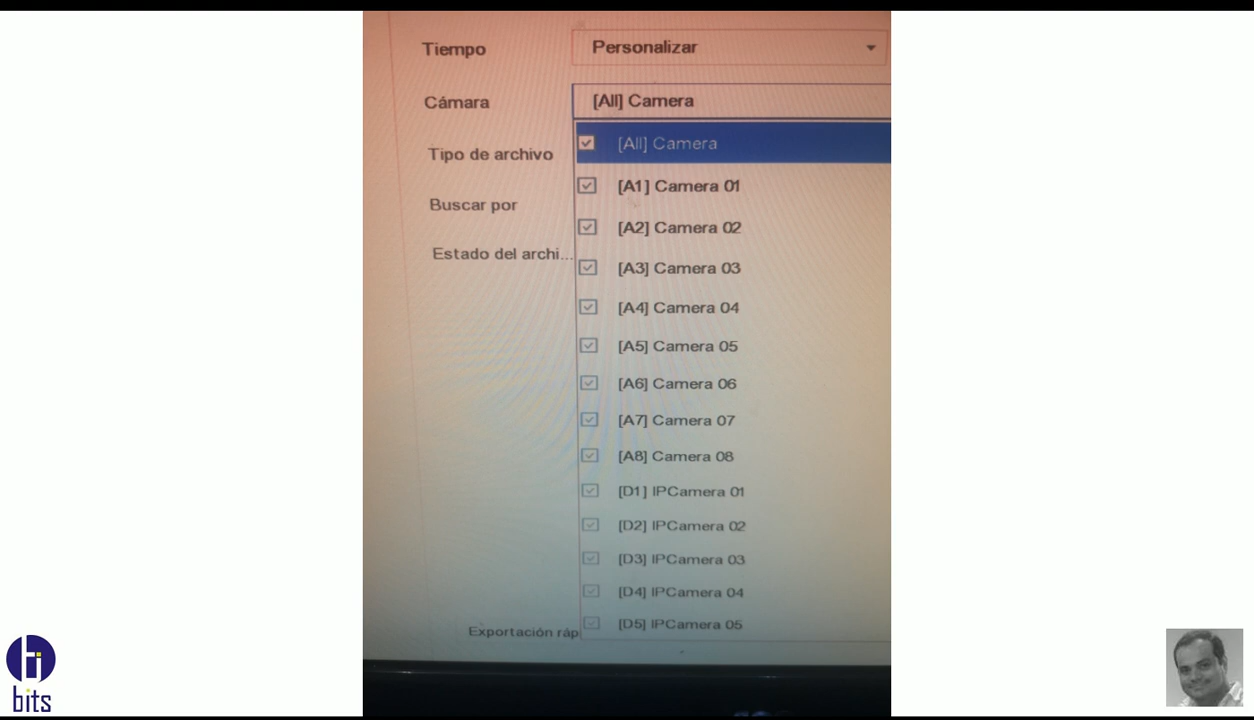 Tiempo Personalizar
Cámara [All] Camera
Tipo de archivo
Buscar por
Estado del archi...
[All] Camera
[A1] Camera 01
[A2] Camera 02
[A3] Camera 03
[A4] Camera 04
[A5] Camera 05
[A6] Camera 06
[A7] Camera 07
[A8] Camera 08
[D1] IPCamera 01
[D2] IPCamera 02
[D3] IPCamera 03
[D4] IPCamera 04
[D5] IPCamera 05
Exportación ráp
bits